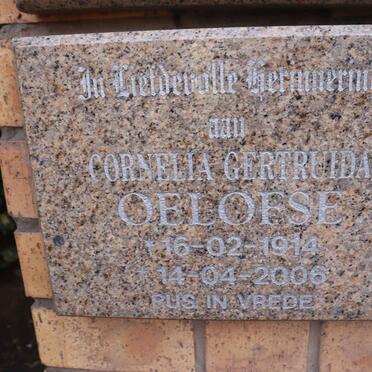 In Liefdevolle Herinnerin
aan
CORNELIA GERTRUIDA
OELOFSE
* 16-02-1914
† 14-04-2006
RUS IN VREDE